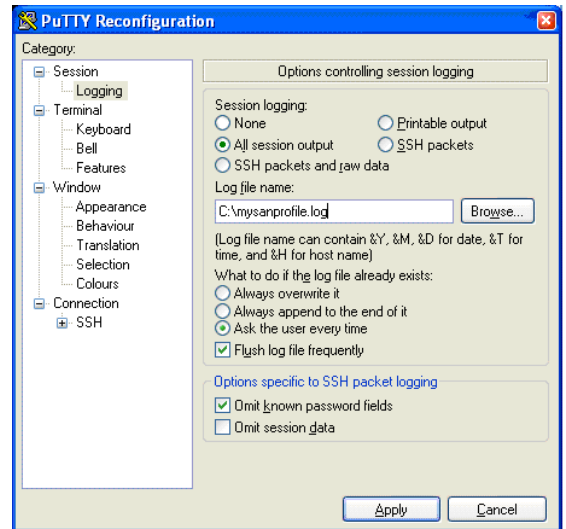 PuTTY Reconfiguration
Category:
Session
Logging
Terminal
Keyboard
Bell
Features
Window
Appearance
Behaviour
Translation
Selection
Colours
Connection
SSH
Options controlling session logging
Session logging:
None
Printable output
All session output
SSH packets
SSH packets and raw data
Log file name:
C:\mysanprofile.log
Browse...
(Log file name can contain &Y, &M, &D for date, &T for
time, and &H for host name)
What to do if the log file already exists:
Always overwrite it
Always append to the end of it
Ask the user every time
Flush log file frequently
Options specific to SSH packet logging
Omit known password fields
Omit session data
Apply
Cancel